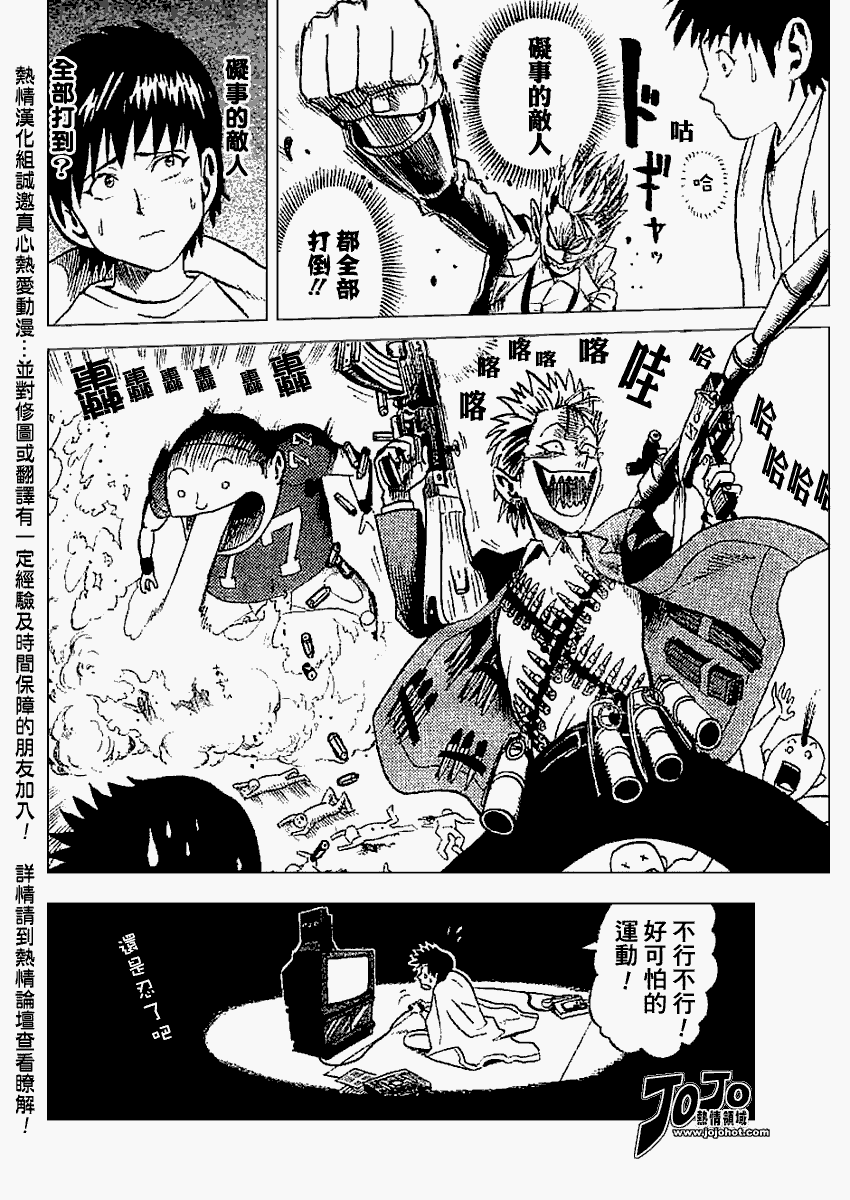 咕
哈
ドギャッ
礙事的
敵人
都全部
打倒!!
礙事的敵人
全部打到？
哈
哈
哈哈哈
哇
喀
喀
喀
喀
喀
喀
轟
轟
轟
轟
轟
轟
77
17
不行不行！
好可怕的
運動！
還是忍了吧
JOJO
熱情領域
www.jojohot.com
熱情漢化組誠邀真心熱愛動漫…並對修圖或翻譯有一定經驗及時間保障的朋友加入！　詳情請到熱情論壇查看瞭解！